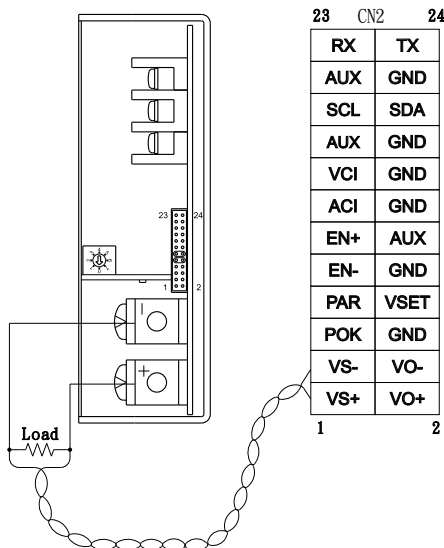 23 CN2 24
RX TX
AUX GND
SCL SDA
AUX GND
VCI GND
ACI GND
EN+ AUX
EN- GND
PAR VSET
POK GND
VS- VO-
VS+ VO+
1 2
23 24
1 2
-
+
Load